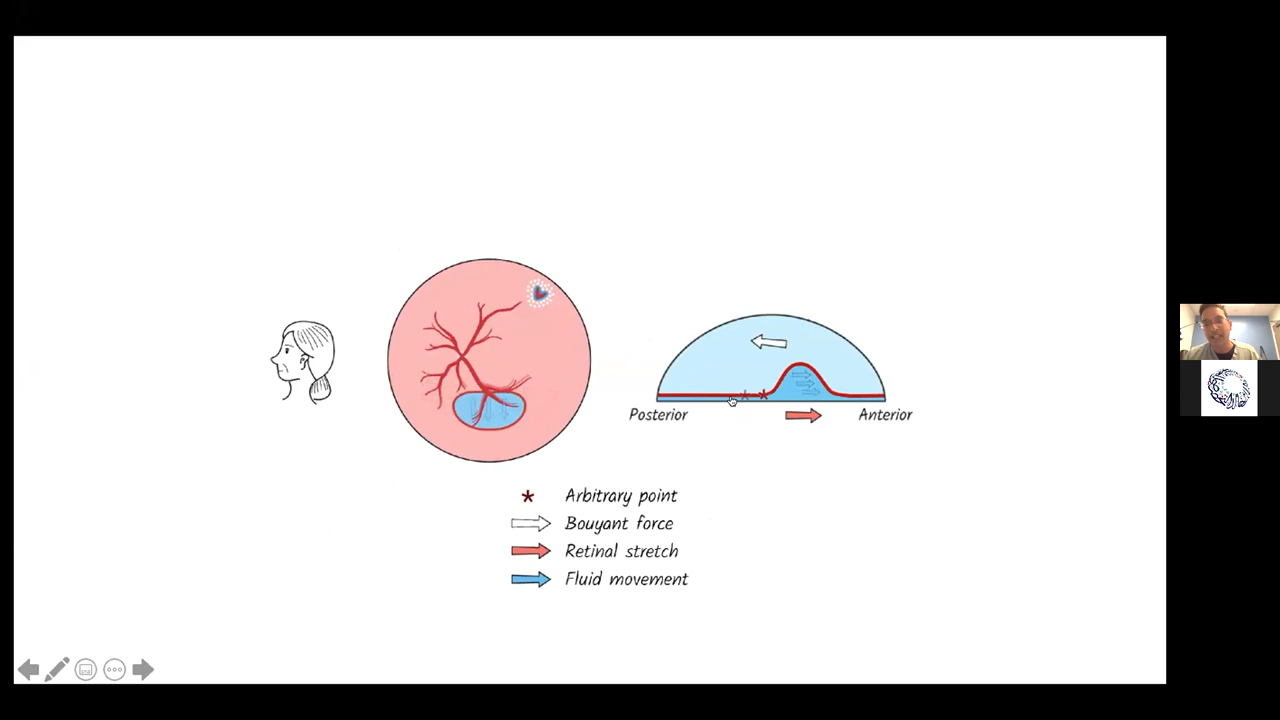 Posterior
Anterior
* Arbitrary point
Bouyant force
Retinal stretch
Fluid movement